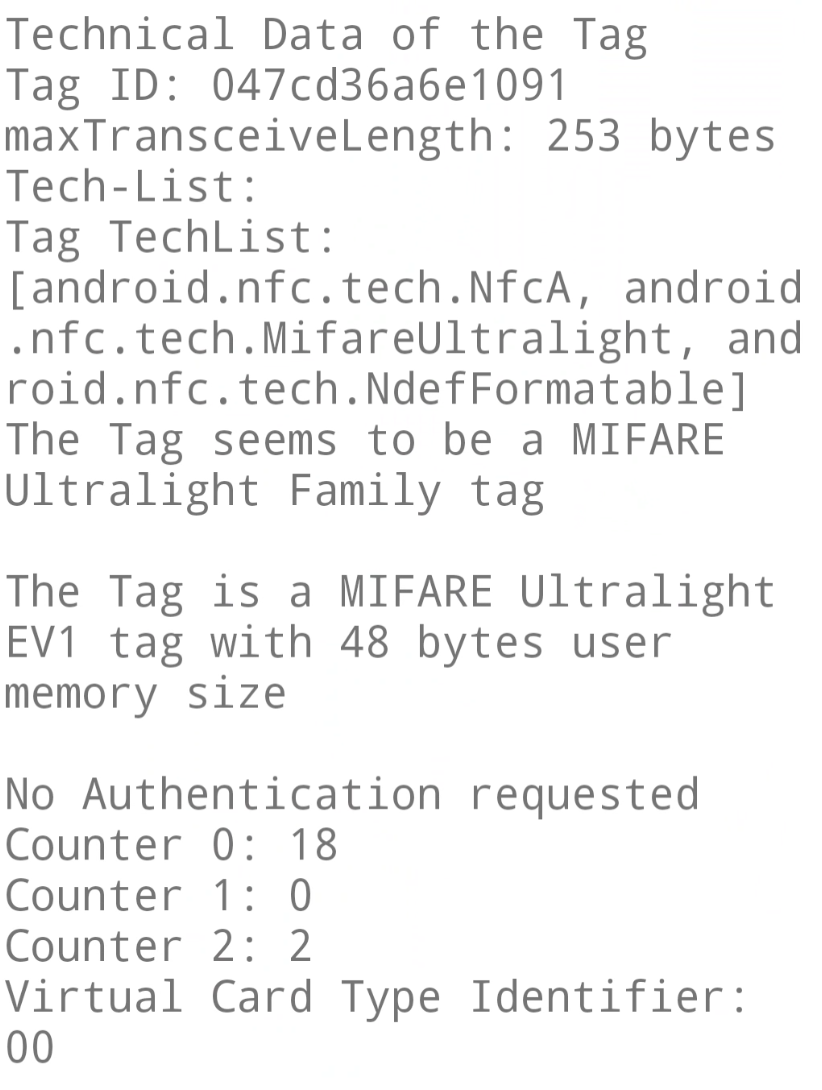 Technical Data of the Tag
Tag ID: 047cd36a6e1091
maxTransceiveLength: 253 bytes
Tech-List:
Tag TechList:
[android.nfc.tech.NfcA, android
.nfc.tech.MifareUltralight, and
roid.nfc.tech.NdefFormatable]
The Tag seems to be a MIFARE
Ultralight Family tag
The Tag is a MIFARE Ultralight
EV1 tag with 48 bytes user
memory size
No Authentication requested
Counter 0: 18
Counter 1: 0
Counter 2: 2
Virtual Card Type Identifier:
00